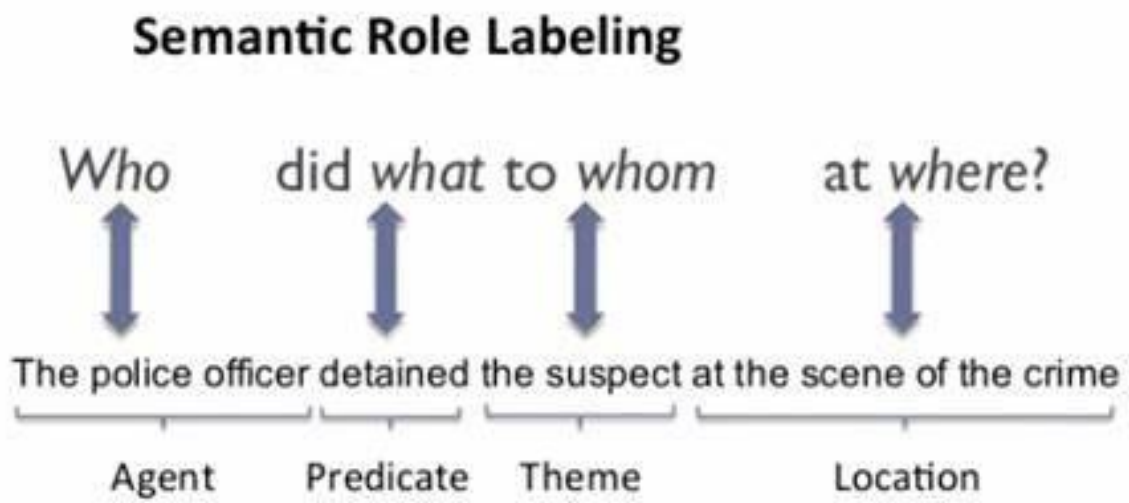 Semantic Role Labeling
Who did what to whom at where?
The police officer detained the suspect at the scene of the crime
Agent Predicate Theme Location